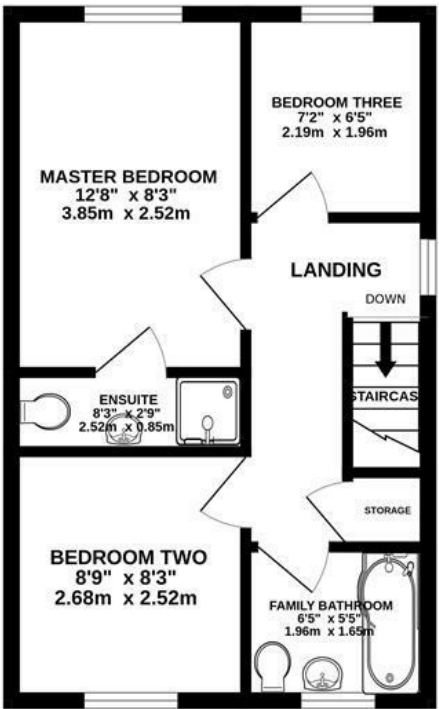 BEDROOM THREE
7'2" x 6'5"
2.19m x 1.96m
MASTER BEDROOM
12'8" x 8'3"
3.85m x 2.52m
LANDING
DOWN
STAIRCAS
ENSUITE
8'3" x 2'9"
2.52m x 0.85m
STORAGE
BEDROOM TWO
8'9" x 8'3"
2.68m x 2.52m
FAMILY BATHROOM
6'5" x 5'5"
1.96m x 1.65m